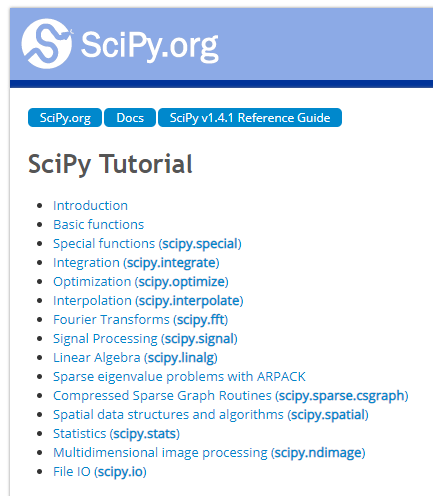 SciPy.org
SciPy.org Docs SciPy v1.4.1 Reference Guide
SciPy Tutorial
Introduction
Basic functions
Special functions (scipy.special)
Integration (scipy.integrate)
Optimization (scipy.optimize)
Interpolation (scipy.interpolate)
Fourier Transforms (scipy.fft)
Signal Processing (scipy.signal)
Linear Algebra (scipy.linalg)
Sparse eigenvalue problems with ARPACK
Compressed Sparse Graph Routines (scipy.sparse.csgraph)
Spatial data structures and algorithms (scipy.spatial)
Statistics (scipy.stats)
Multidimensional image processing (scipy.ndimage)
File IO (scipy.io)